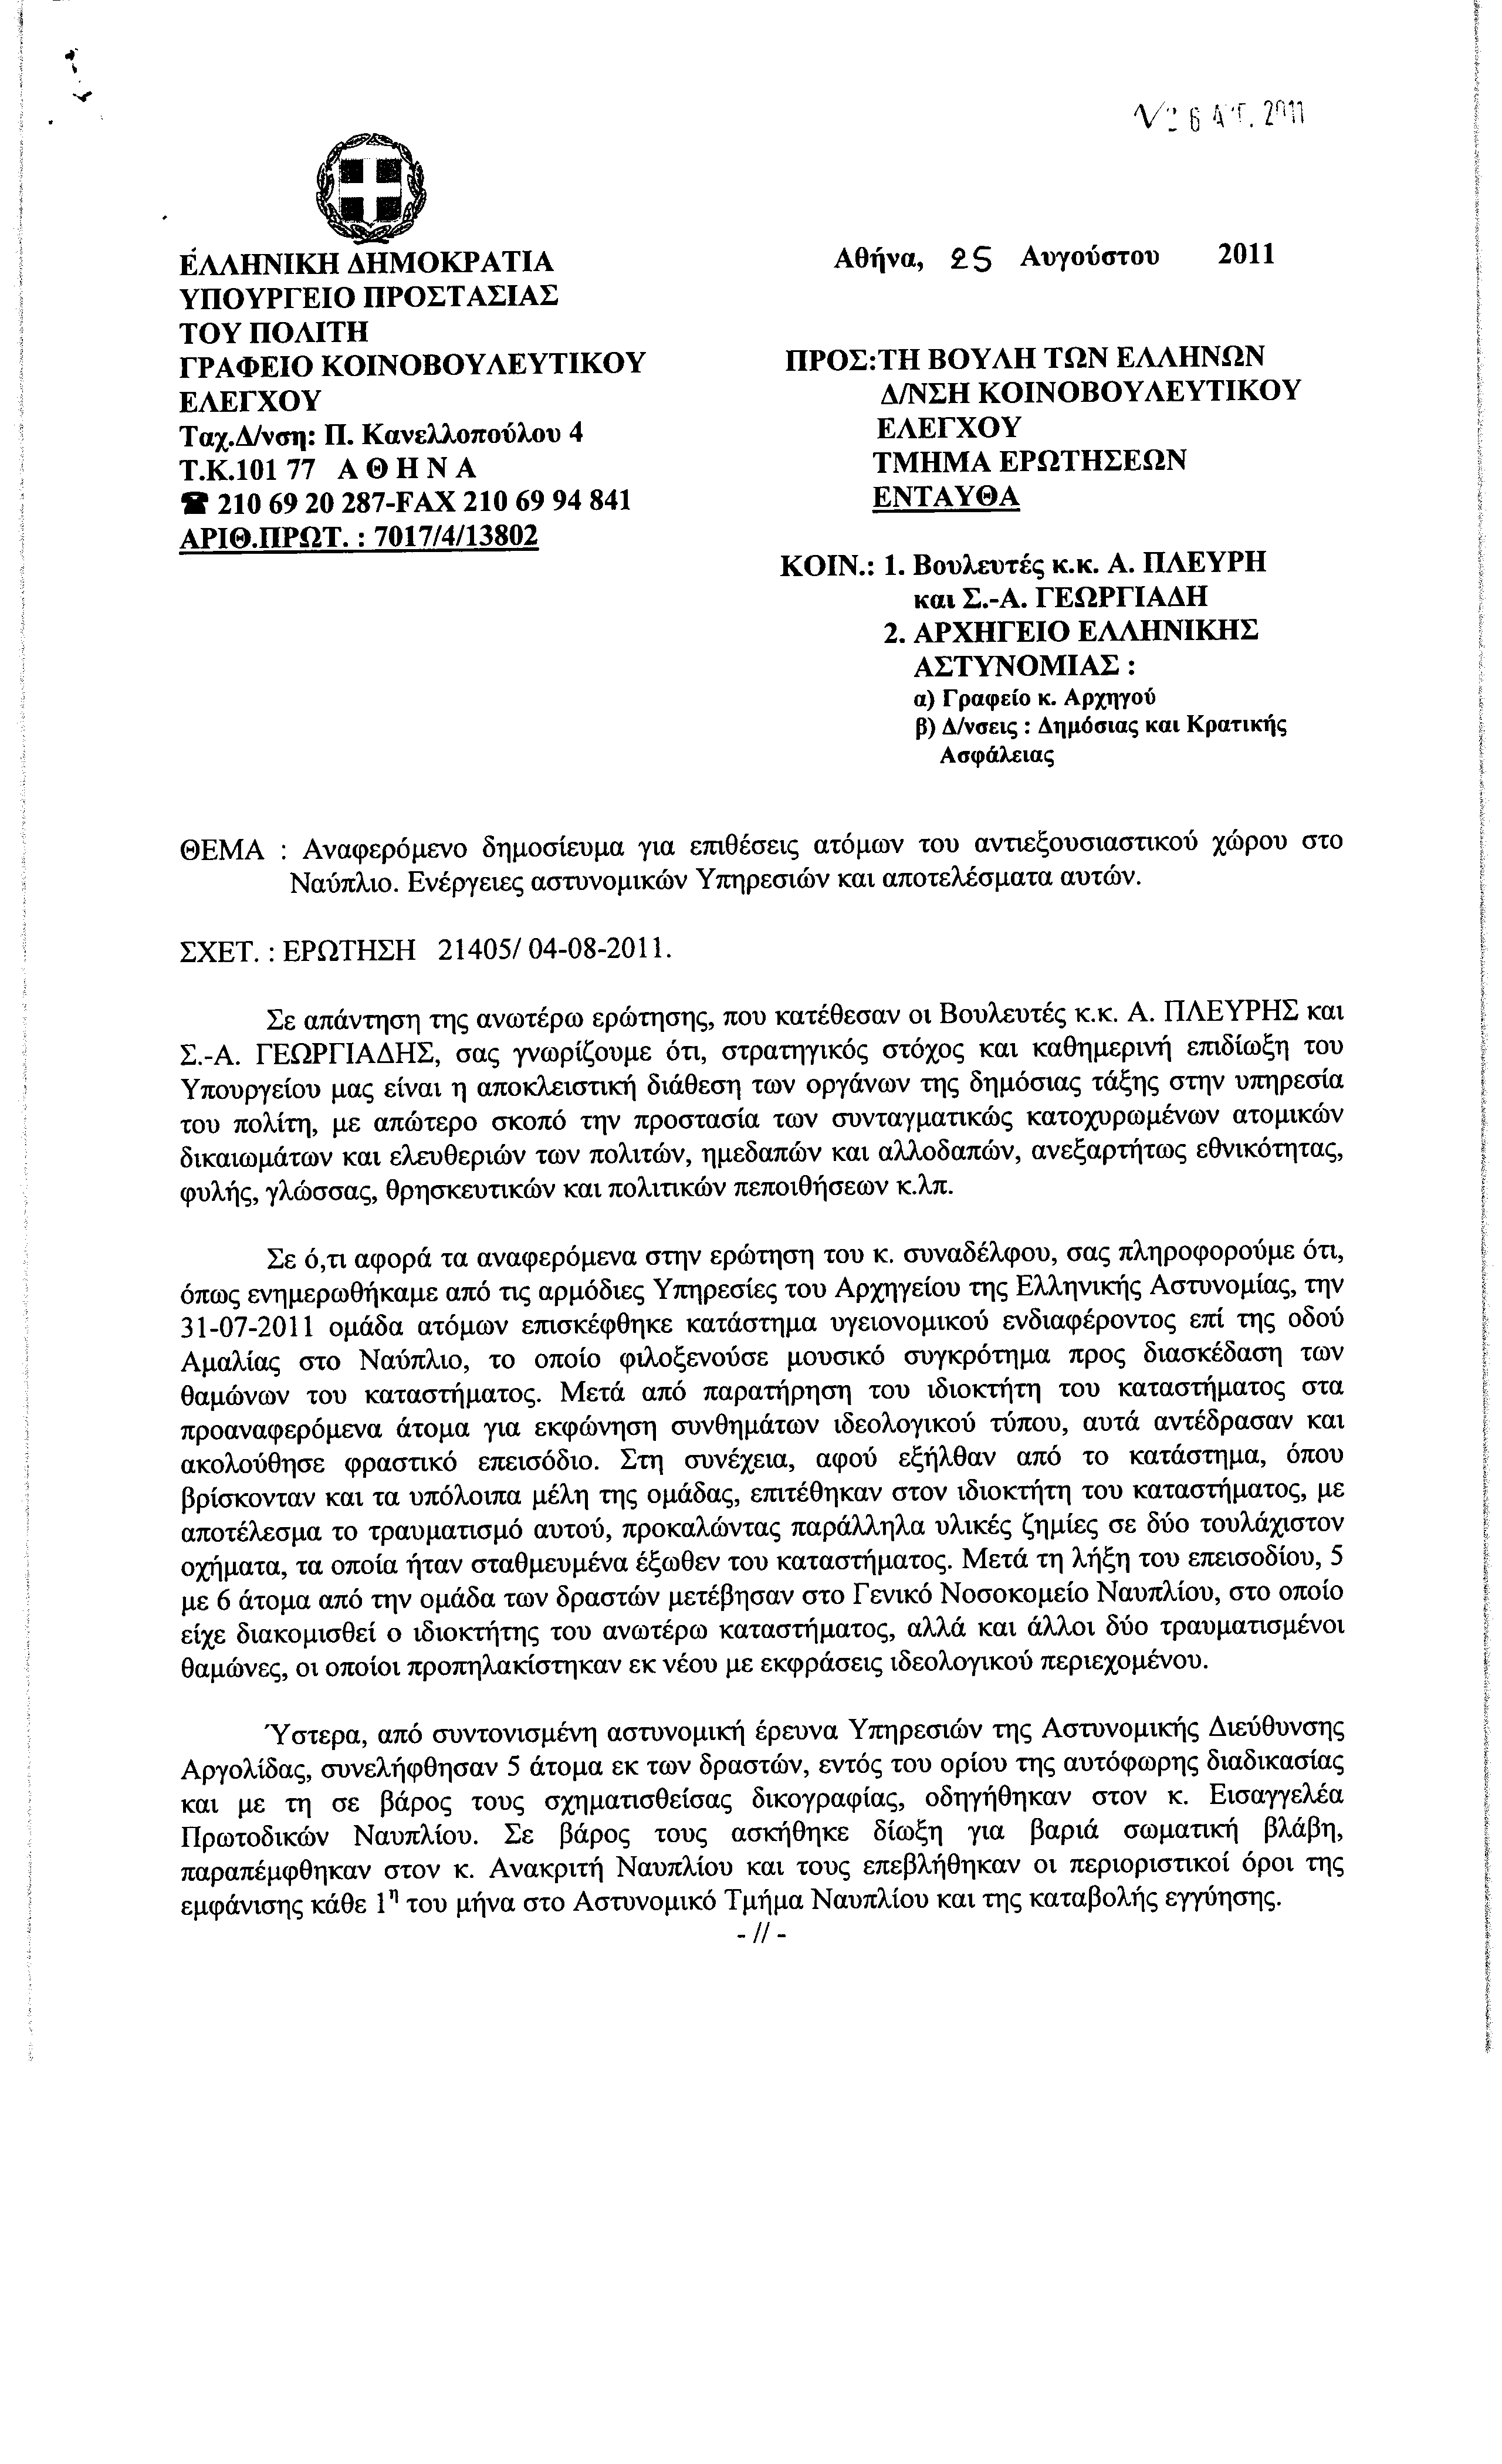 2011
ΕΛΛΗΝΙΚΗ ΔΗΜΟΚΡΑΤΙΑ
ΥΠΟΥΡΓΕΙΟ ΠΡΟΣΤΑΣΙΑΣ
ΤΟΥ ΠΟΛΙΤΗ
ΓΡΑΦΕΙΟ ΚΟΙΝΟΒΟΥΛΕΥΤΙΚΟΥ
ΕΛΕΓΧΟΥ
Ταχ.Δ/νση: Π. Κανελλοπούλου 4
Τ.Κ.101 77 Α Θ Η Ν Α
☎ 210 69 20 287-FAX 210 69 94 841
ΑΡΙΘ.ΠΡΩΤ. : 7017/4/13802
Αθήνα, 25 Αυγούστου 2011
ΠΡΟΣ:ΤΗ ΒΟΥΛΗ ΤΩΝ ΕΛΛΗΝΩΝ
Δ/ΝΣΗ ΚΟΙΝΟΒΟΥΛΕΥΤΙΚΟΥ
ΕΛΕΓΧΟΥ
ΤΜΗΜΑ ΕΡΩΤΗΣΕΩΝ
ΕΝΤΑΥΘΑ
ΚΟΙΝ.: 1. Βουλευτές κ.κ. Α. ΠΛΕΥΡΗ
και Σ.-Α. ΓΕΩΡΓΙΑΔΗ
2. ΑΡΧΗΓΕΙΟ ΕΛΛΗΝΙΚΗΣ
ΑΣΤΥΝΟΜΙΑΣ :
α) Γραφείο κ. Αρχηγού
β) Δ/νσεις : Δημόσιας και Κρατικής
Ασφάλειας
ΘΕΜΑ : Αναφερόμενο δημοσίευμα για επιθέσεις ατόμων του αντιεξουσιαστικού χώρου στο
Ναύπλιο. Ενέργειες αστυνομικών Υπηρεσιών και αποτελέσματα αυτών.
ΣΧΕΤ. : ΕΡΩΤΗΣΗ 21405/ 04-08-2011.
Σε απάντηση της ανωτέρω ερώτησης, που κατέθεσαν οι Βουλευτές κ.κ. Α. ΠΛΕΥΡΗΣ και
Σ.-Α. ΓΕΩΡΓΙΑΔΗΣ, σας γνωρίζουμε ότι, στρατηγικός στόχος και καθημερινή επιδίωξη του
Υπουργείου μας είναι η αποκλειστική διάθεση των οργάνων της δημόσιας τάξης στην υπηρεσία
του πολίτη, με απώτερο σκοπό την προστασία των συνταγματικώς κατοχυρωμένων ατομικών
δικαιωμάτων και ελευθεριών των πολιτών, ημεδαπών και αλλοδαπών, ανεξαρτήτως εθνικότητας,
φυλής, γλώσσας, θρησκευτικών και πολιτικών πεποιθήσεων κ.λπ.
Σε ό,τι αφορά τα αναφερόμενα στην ερώτηση του κ. συναδέλφου, σας πληροφορούμε ότι,
όπως ενημερωθήκαμε από τις αρμόδιες Υπηρεσίες του Αρχηγείου της Ελληνικής Αστυνομίας, την
31-07-2011 ομάδα ατόμων επισκέφθηκε κατάστημα υγειονομικού ενδιαφέροντος επί της οδού
Αμαλίας στο Ναύπλιο, το οποίο φιλοξενούσε μουσικό συγκρότημα προς διασκέδαση των
θαμώνων του καταστήματος. Μετά από παρατήρηση του ιδιοκτήτη του καταστήματος στα
προαναφερόμενα άτομα για εκφώνηση συνθημάτων ιδεολογικού τύπου, αυτά αντέδρασαν και
ακολούθησε φραστικό επεισόδιο. Στη συνέχεια, αφού εξήλθαν από το κατάστημα, όπου
βρίσκονταν και τα υπόλοιπα μέλη της ομάδας, επιτέθηκαν στον ιδιοκτήτη του καταστήματος, με
αποτέλεσμα το τραυματισμό αυτού, προκαλώντας παράλληλα υλικές ζημίες σε δύο τουλάχιστον
οχήματα, τα οποία ήταν σταθμευμένα έξωθεν του καταστήματος. Μετά τη λήξη του επεισοδίου, 5
με 6 άτομα από την ομάδα των δραστών μετέβησαν στο Γενικό Νοσοκομείο Ναυπλίου, στο οποίο
είχε διακομισθεί ο ιδιοκτήτης του ανωτέρω καταστήματος, αλλά και άλλοι δύο τραυματισμένοι
θαμώνες, οι οποίοι προπηλακίστηκαν εκ νέου με εκφράσεις ιδεολογικού περιεχομένου.
Ύστερα, από συντονισμένη αστυνομική έρευνα Υπηρεσιών της Αστυνομικής Διεύθυνσης
Αργολίδας, συνελήφθησαν 5 άτομα εκ των δραστών, εντός του ορίου της αυτόφωρης διαδικασίας
και με τη σε βάρος τους σχηματισθείσας δικογραφίας, οδηγήθηκαν στον κ. Εισαγγελέα
Πρωτοδικών Ναυπλίου. Σε βάρος τους ασκήθηκε δίωξη για βαριά σωματική βλάβη,
παραπέμφθηκαν στον κ. Ανακριτή Ναυπλίου και τους επεβλήθηκαν οι περιοριστικοί όροι της
εμφάνισης κάθε 1η του μήνα στο Αστυνομικό Τμήμα Ναυπλίου και της καταβολής εγγύησης.
- // -